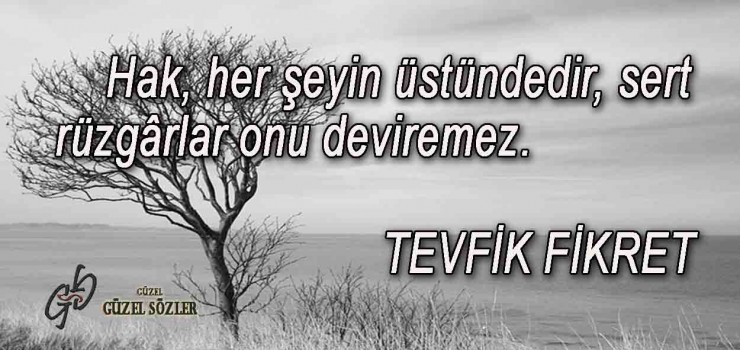 Hak, her şeyin üstündedir, sert
rüzgârlar onu deviremez.
TEVFİK FİKRET
GÜZEL
GÜZEL SÖZLER